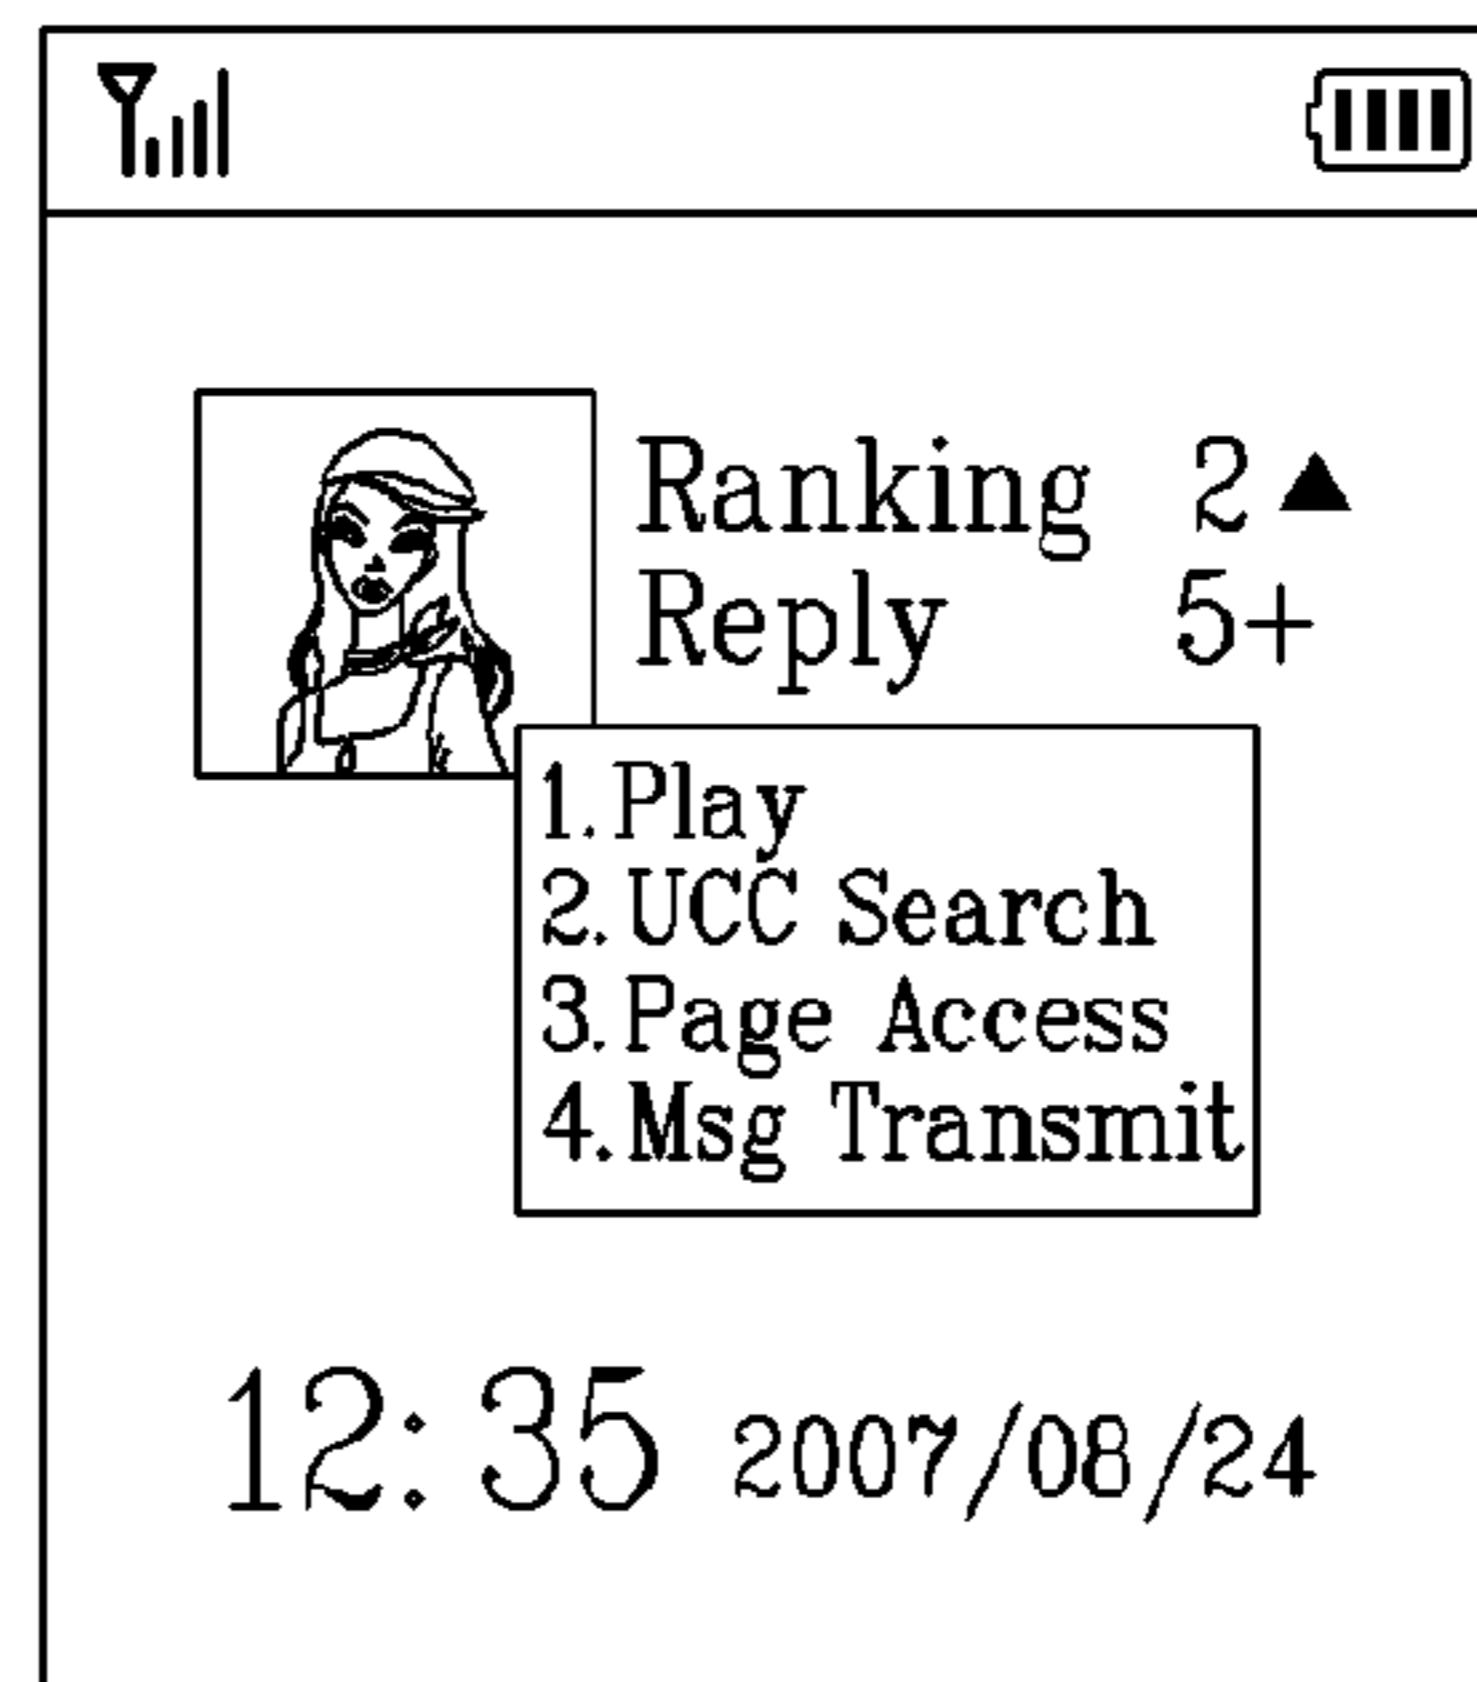 Ranking 2▲
Reply 5+
1.Play
2.UCC Search
3.Page Access
4.Msg Transmit
12:35 2007/08/24